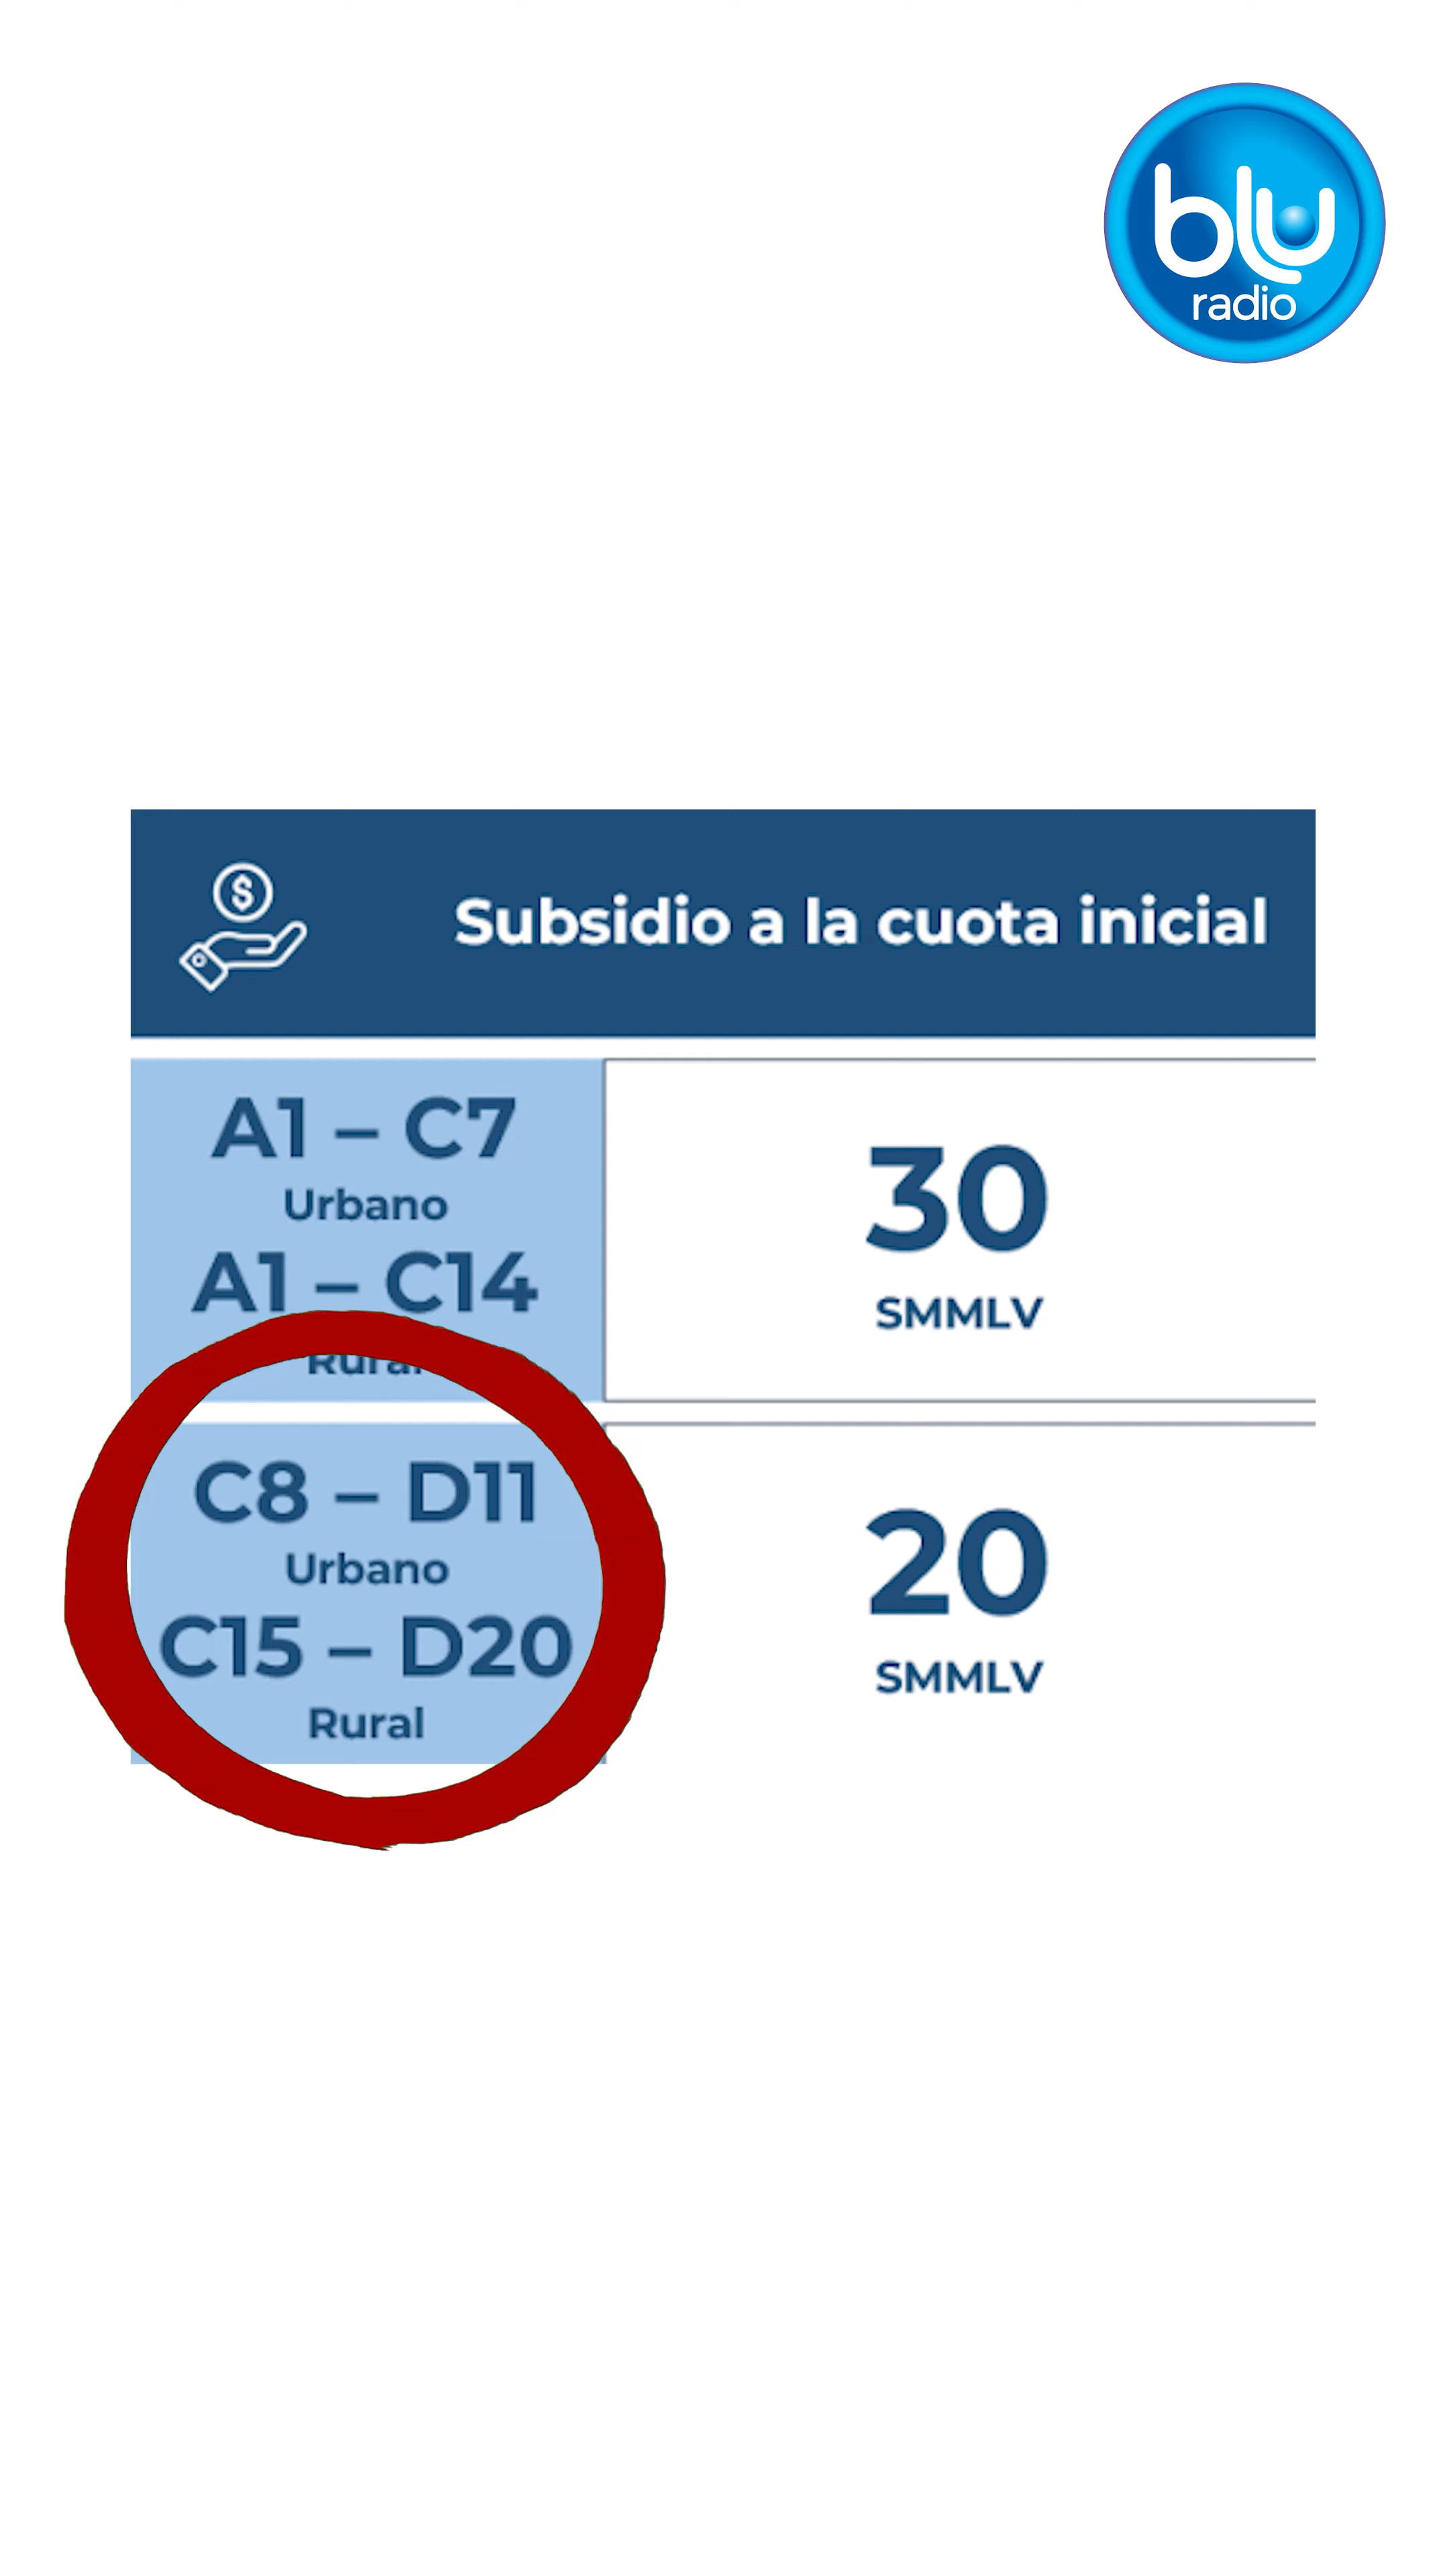 blu
radio
$
Subsidio a la cuota inicial
A1 – C7
Urbano
A1 – C14
Rural
30
SMMLV
C8 – D11
Urbano
C15 – D20
Rural
20
SMMLV